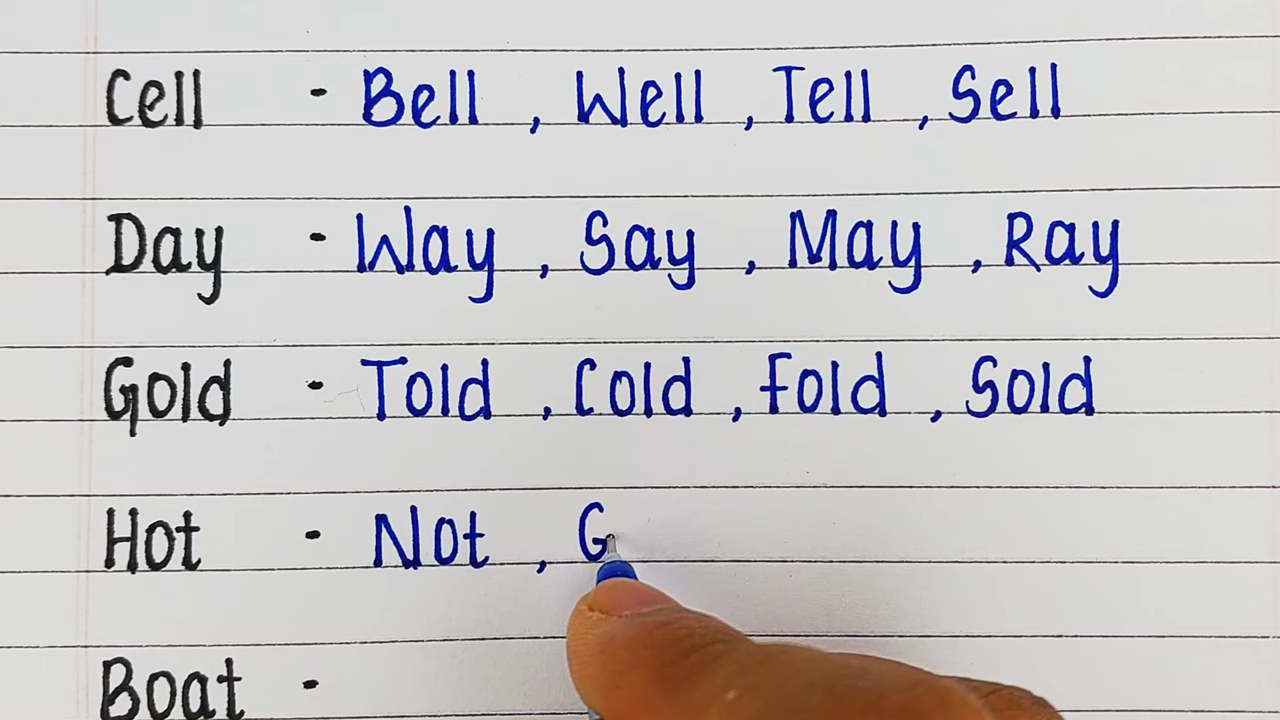 Cell - Bell , Well , Tell , Sell
Day - Way , Say , May , Ray
Gold - Told , Cold , Fold , Sold
Hot - Not , G
Boat -